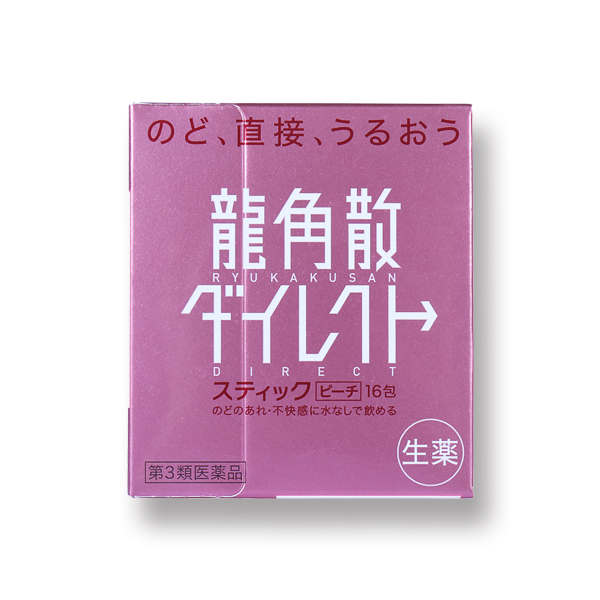 のど、直接、うるおう
龍角散
RYUKAKUSAN
ダイレクト
DIRECT
スティック ピーチ 16包
のどのあれ・不快感に水なしで飲める
生薬
第3類医薬品